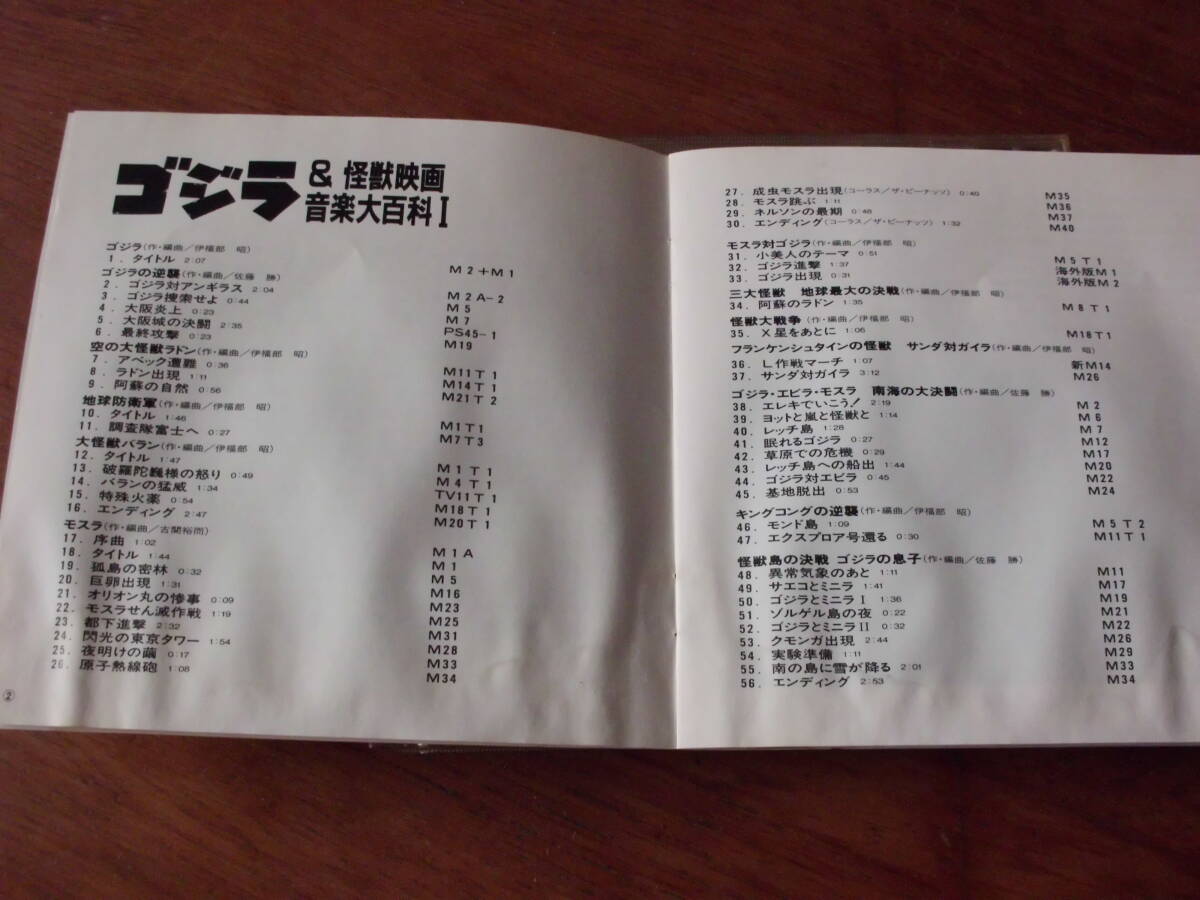 ゴジラ & 怪獣映画
音楽大百科 I
ゴジラ(作・編曲/伊福部 昭)
1. タイトル 2:07 M2+M1
ゴジラの逆襲(作・編曲/佐藤 勝)
2. ゴジラ対アンギラス 2:04 M2A-2
3. ゴジラ捜索せよ 0:44 M5
4. 大阪炎上 0:23 M7
5. 大阪城の決闘 2:35 PS45-1
6. 最終攻撃 0:23 M19
空の大怪獣ラドン(作・編曲/伊福部 昭)
7. アベック遭難 0:36 M11T1
8. ラドン出現 1:11 M14T1
9. 阿蘇の自然 0:56 M21T2
地球防衛軍(作・編曲/伊福部 昭)
10. タイトル 1:46 M1T1
11. 調査隊富士へ 0:27 M7T3
大怪獣バラン(作・編曲/伊福部 昭)
12. タイトル 1:47 M1T1
13. 破羅陀巍様の怒り 0:49 M4T1
14. バランの猛威 1:34 TV11T1
15. 特殊火薬 0:54 M18T1
16. エンディング 2:47 M20T1
モスラ(作・編曲/古関裕而)
17. 序曲 1:02 M1A
18. タイトル 1:44 M1
19. 孤島の密林 0:32 M5
20. 巨卵出現 1:31 M16
21. オリオン丸の惨事 0:09 M23
22. モスラせん滅作戦 1:19 M25
23. 都下進撃 2:32 M31
24. 閃光の東京タワー 1:54 M28
25. 夜明けの繭 0:17 M33
26. 原子熱線砲 1:08 M34
②
27. 成虫モスラ出現(コーラス/ザ・ピーナッツ) 0:40 M35
28. モスラ跳ぶ 1:11 M36
29. ネルソンの最期 0:48 M37
30. エンディング(コーラス/ザ・ピーナッツ) 1:32 M40
モスラ対ゴジラ(作・編曲/伊福部 昭)
31. 小美人のテーマ 0:51 M5T1
32. ゴジラ進撃 1:37 海外版M1
33. ゴジラ出現 0:31 海外版M2
三大怪獣 地球最大の決戦(作・編曲/伊福部 昭)
34. 阿蘇のラドン 1:35 M8T1
怪獣大戦争(作・編曲/伊福部 昭)
35. X星をあとに 1:06 M18T1
フランケンシュタインの怪獣 サンダ対ガイラ(作・編曲/伊福部 昭)
36. L作戦マーチ 1:07 新M14
37. サンダ対ガイラ 3:12 M26
ゴジラ・エビラ・モスラ 南海の大決闘(作・編曲/佐藤 勝)
38. エレキでいこう! 2:19 M2
39. ヨットと嵐と怪獣と 1:14 M6
40. レッチ島 1:28 M7
41. 眠れるゴジラ 0:27 M12
42. 草原での危機 0:29 M17
43. レッチ島への船出 1:44 M20
44. ゴジラ対エビラ 0:45 M22
45. 基地脱出 0:53 M24
キングコングの逆襲(作・編曲/伊福部 昭)
46. モンド島 1:09 M5T2
47. エクスプロア号還る 0:30 M11T1
怪獣島の決戦 ゴジラの息子(作・編曲/佐藤 勝)
48. 異常気象のあと 1:11 M11
49. サエコとミニラ 1:41 M17
50. ゴジラとミニラI 1:36 M19
51. ゾルゲル島の夜 0:22 M21
52. ゴジラとミニラII 0:32 M22
53. クモンガ出現 2:44 M26
54. 実験準備 1:11 M29
55. 南の島に雪が降る 2:01 M33
56. エンディング 2:53 M34